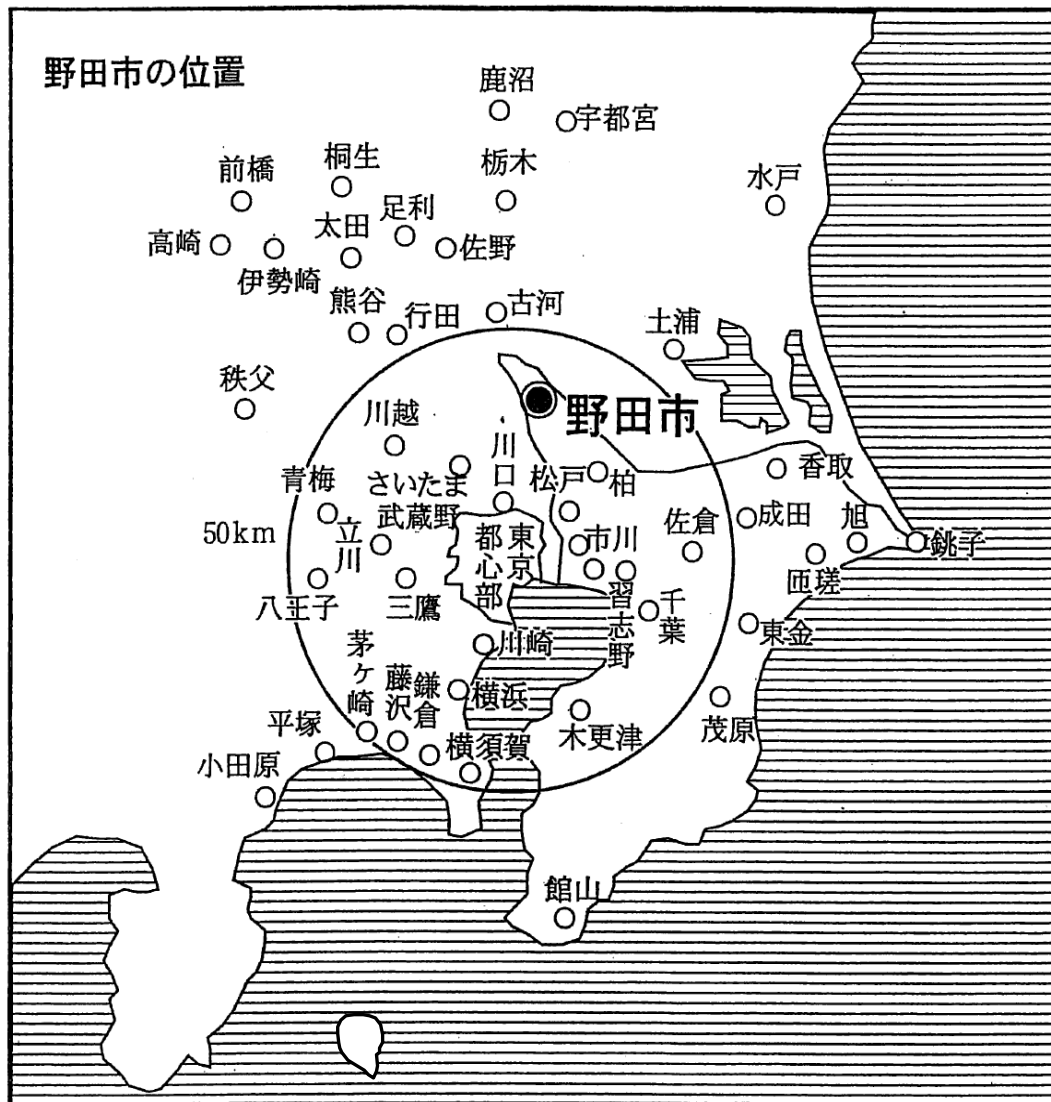 野田市の位置
鹿沼
宇都宮
前橋
桐生
栃木
水戸
足利
太田
高崎
佐野
伊勢崎
熊谷
行田
古河
土浦
秩父
野田市
川越
川口
香取
青梅
さいたま
松戸
柏
50km
立川
武蔵野
東京
都心部
市川
佐倉
成田
旭
銚子
匝瑳
八王子
三鷹
習志野
千葉
東金
川崎
茅ヶ崎
藤沢
鎌倉
横浜
木更津
茂原
平塚
横須賀
小田原
館山